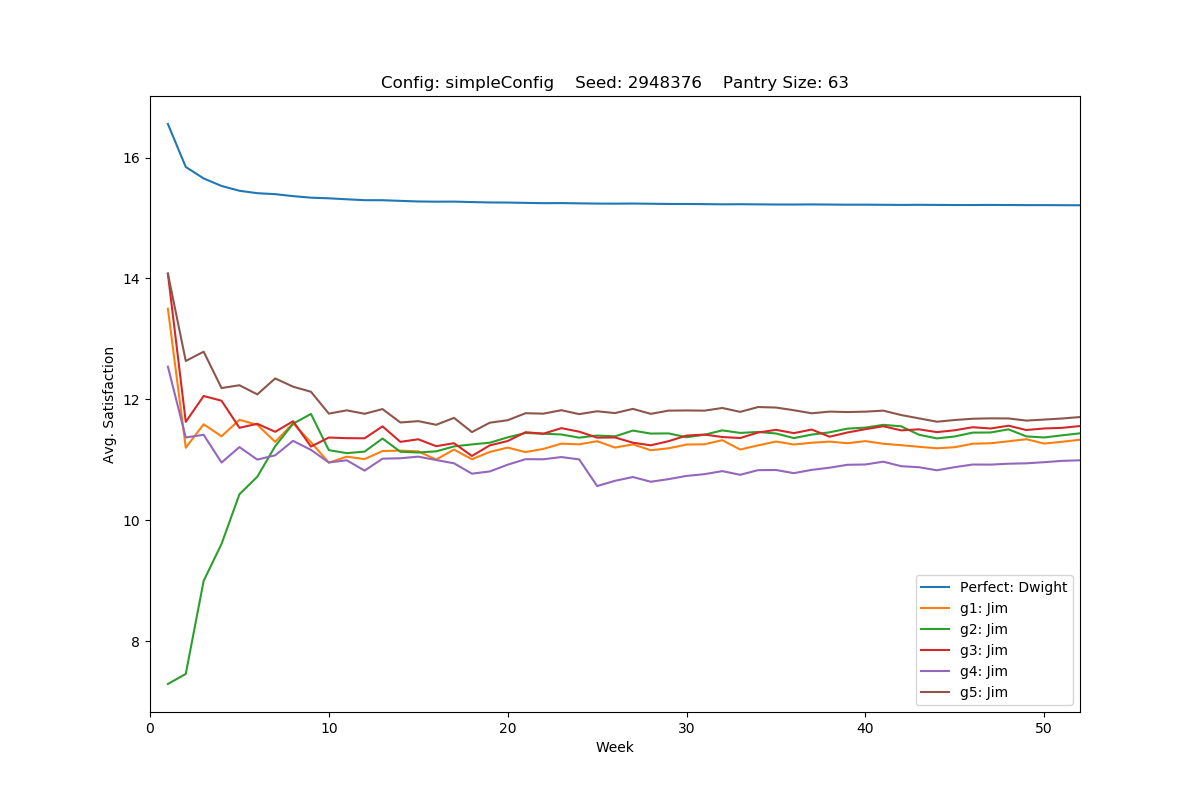 Config: simpleConfig    Seed: 2948376    Pantry Size: 63
16
14
12
10
8
Avg. Satisfaction
0
10
20
30
40
50
Week
Perfect: Dwight
g1: Jim
g2: Jim
g3: Jim
g4: Jim
g5: Jim